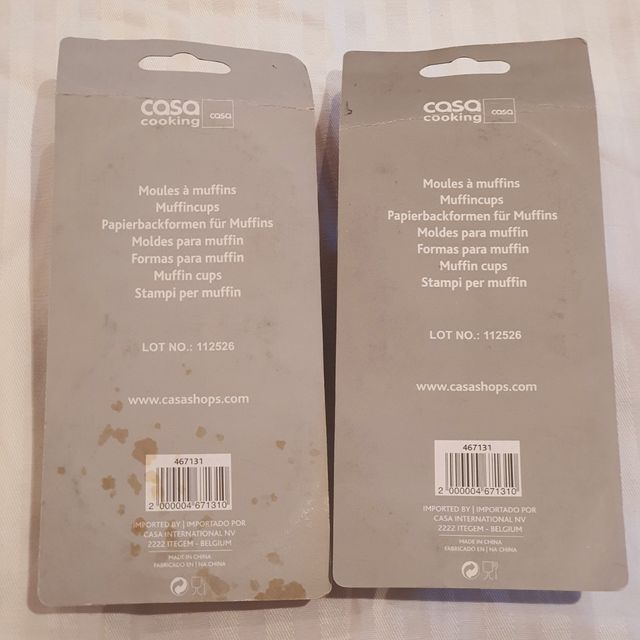 casa
cooking casa
Moules à muffins
Muffincups
Papierbackformen für Muffins
Moldes para muffin
Formas para muffin
Muffin cups
Stampi per muffin
LOT NO.: 112526
www.casashops.com
467131
2 000004 671310
IMPORTED BY | IMPORTADO POR
CASA INTERNATIONAL NV
2222 ITEGEM - BELGIUM
MADE IN CHINA
FABRICADO EN | NA CHINA
casa
cooking casa
Moules à muffins
Muffincups
Papierbackformen für Muffins
Moldes para muffin
Formas para muffin
Muffin cups
Stampi per muffin
LOT NO.: 112526
www.casashops.com
467131
2 000004 671310
IMPORTED BY | IMPORTADO POR
CASA INTERNATIONAL NV
2222 ITEGEM - BELGIUM
MADE IN CHINA
FABRICADO EN | NA CHINA